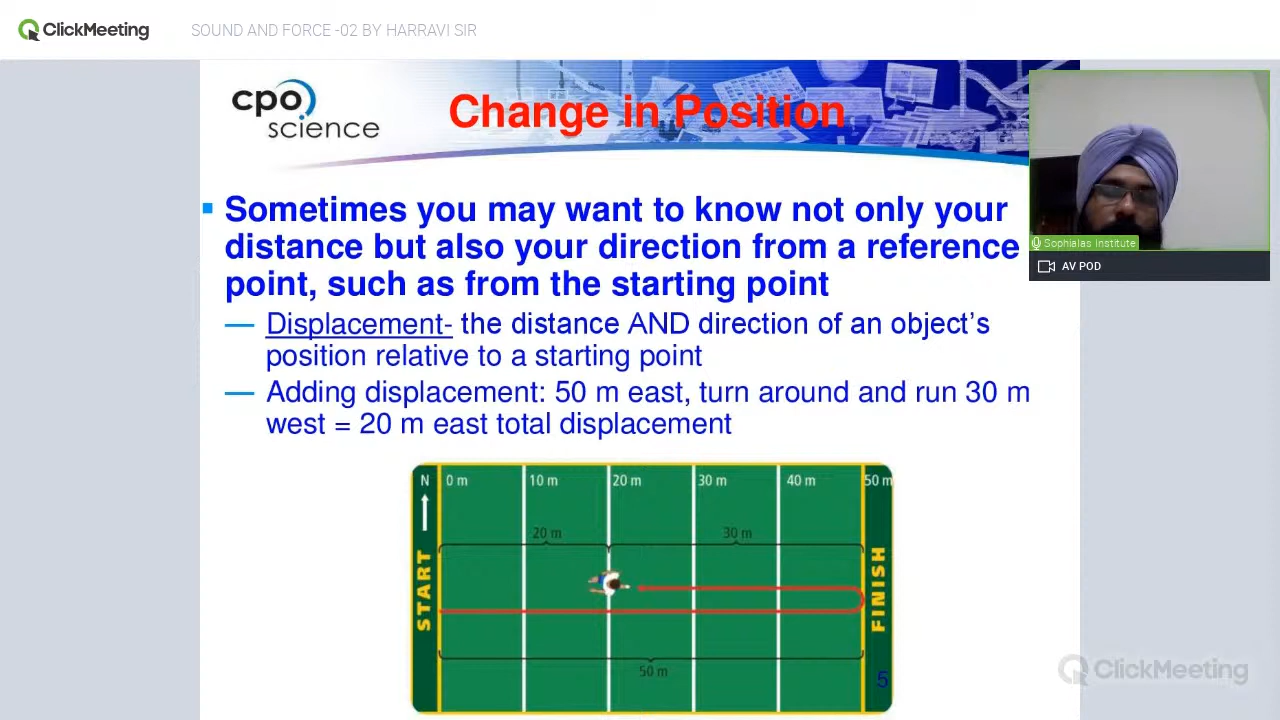 ClickMeeting
SOUND AND FORCE -02 BY HARRAVI SIR
cpo
science
Change in Position
Sometimes you may want to know not only your
distance but also your direction from a reference
point, such as from the starting point
— Displacement- the distance AND direction of an object’s
position relative to a starting point
— Adding displacement: 50 m east, turn around and run 30 m
west = 20 m east total displacement
N 0 m 10 m 20 m 30 m 40 m 50 m
20 m 30 m
START
FINISH
50 m
5
Sophialas Institute
AV POD
ClickMeeting